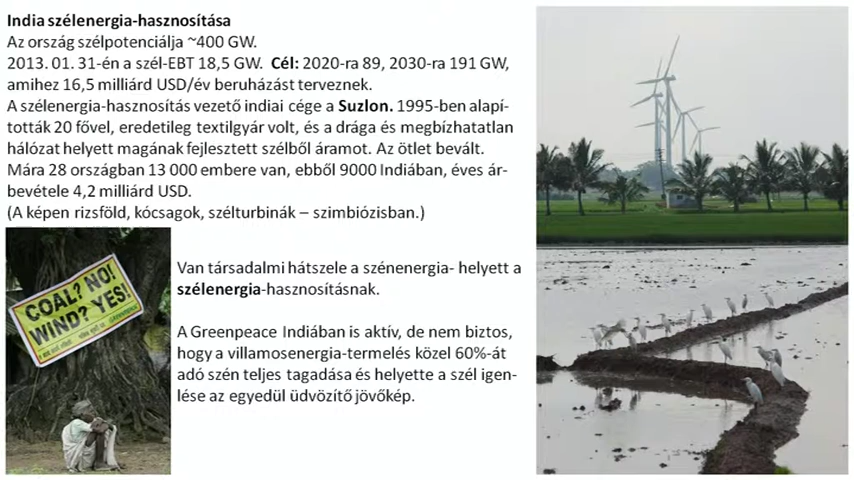 India szélenergia-hasznosítása
Az ország szélpotenciálja ~400 GW.
2013. 01. 31-én a szél-EBT 18,5 GW. Cél: 2020-ra 89, 2030-ra 191 GW,
amihez 16,5 milliárd USD/év beruházást terveznek.
A szélenergia-hasznosítás vezető indiai cége a Suzlon. 1995-ben alapí-
tották 20 fővel, eredetileg textilgyár volt, és a drága és megbízhatatlan
hálózat helyett magának fejlesztett szélből áramot. Az ötlet bevált.
Mára 28 országban 13 000 embere van, ebből 9000 Indiában, éves ár-
bevétele 4,2 milliárd USD.
(A képen rizsföld, kócsagok, szélturbinák – szimbiózisban.)
COAL? NO!
WIND? YES!
Van társadalmi hátszele a szénenergia- helyett a
szélenergia-hasznosításnak.
A Greenpeace Indiában is aktív, de nem biztos,
hogy a villamosenergia-termelés közel 60%-át
adó szén teljes tagadása és helyette a szél igen-
lése az egyedül üdvözítő jövőkép.